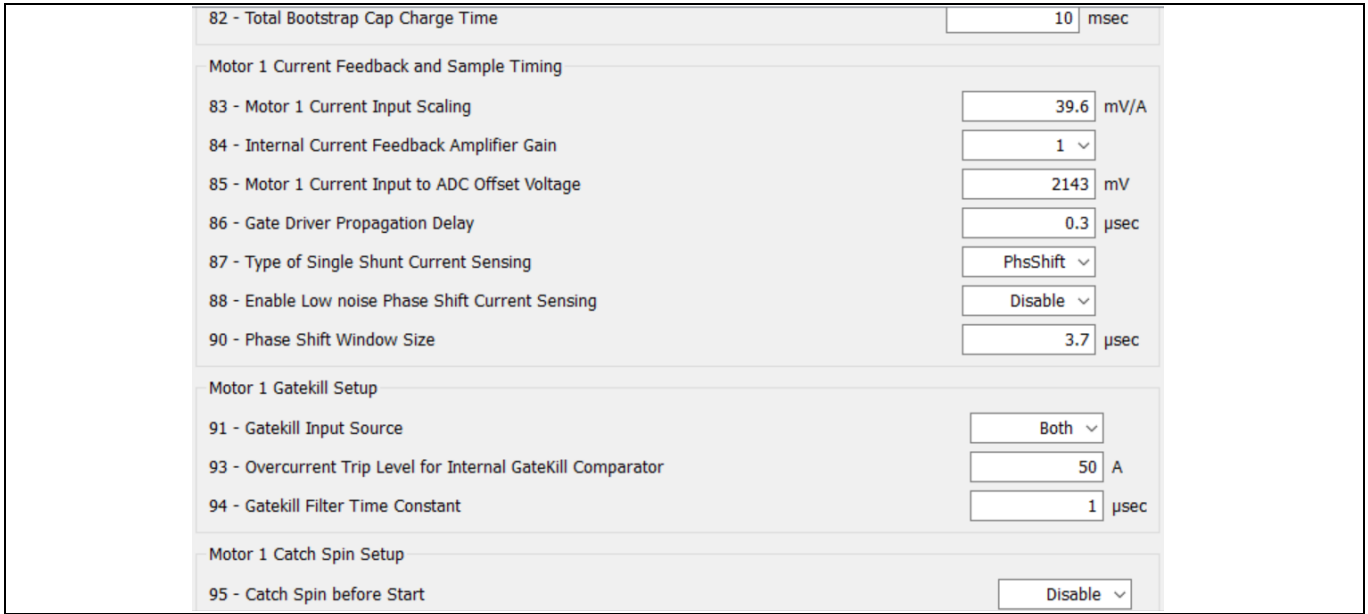 82 - Total Bootstrap Cap Charge Time 10 msec
Motor 1 Current Feedback and Sample Timing
83 - Motor 1 Current Input Scaling 39.6 mV/A
84 - Internal Current Feedback Amplifier Gain 1
85 - Motor 1 Current Input to ADC Offset Voltage 2143 mV
86 - Gate Driver Propagation Delay 0.3 µsec
87 - Type of Single Shunt Current Sensing PhsShift
88 - Enable Low noise Phase Shift Current Sensing Disable
90 - Phase Shift Window Size 3.7 µsec
Motor 1 Gatekill Setup
91 - Gatekill Input Source Both
93 - Overcurrent Trip Level for Internal GateKill Comparator 50 A
94 - Gatekill Filter Time Constant 1 µsec
Motor 1 Catch Spin Setup
95 - Catch Spin before Start Disable